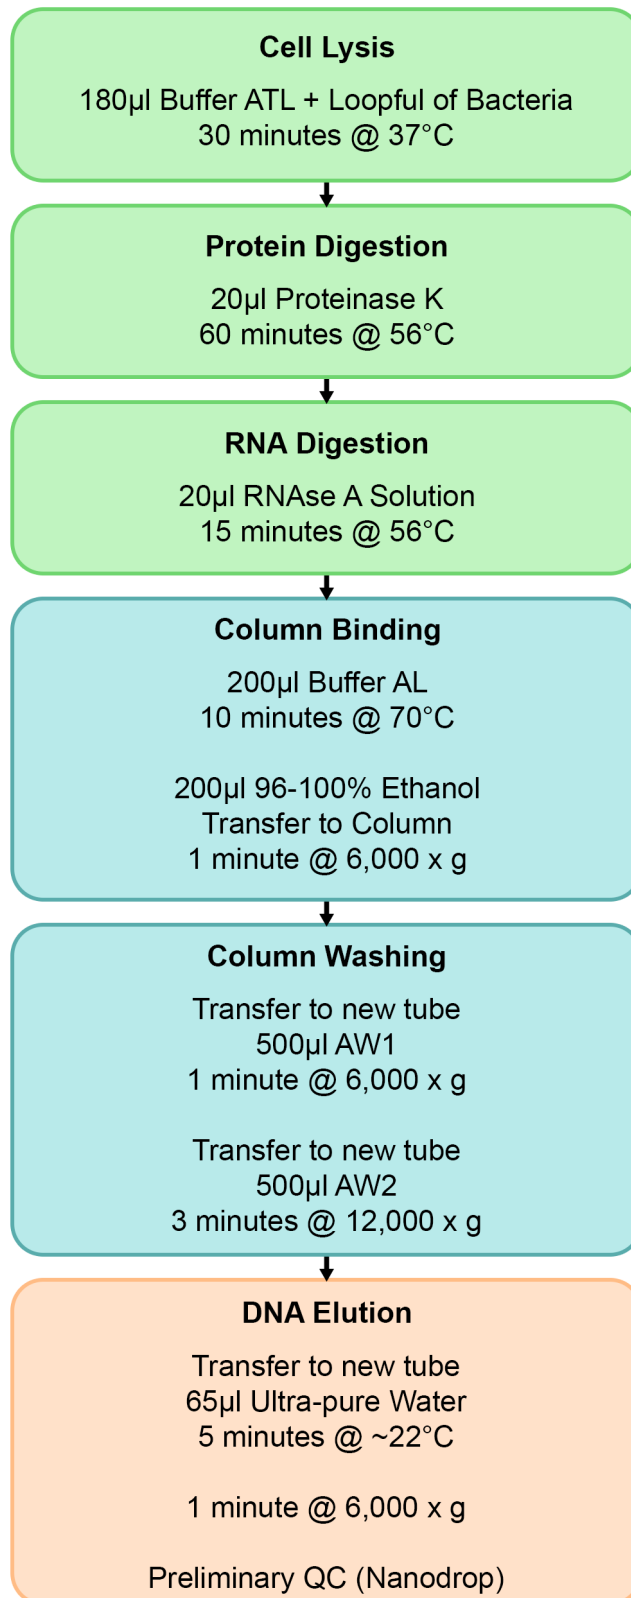 Cell Lysis
180µl Buffer ATL + Loopful of Bacteria
30 minutes @ 37°C
Protein Digestion
20µl Proteinase K
60 minutes @ 56°C
RNA Digestion
20µl RNAse A Solution
15 minutes @ 56°C
Column Binding
200µl Buffer AL
10 minutes @ 70°C
200µl 96-100% Ethanol
Transfer to Column
1 minute @ 6,000 x g
Column Washing
Transfer to new tube
500µl AW1
1 minute @ 6,000 x g
Transfer to new tube
500µl AW2
3 minutes @ 12,000 x g
DNA Elution
Transfer to new tube
65µl Ultra-pure Water
5 minutes @ ~22°C
1 minute @ 6,000 x g
Preliminary QC (Nanodrop)